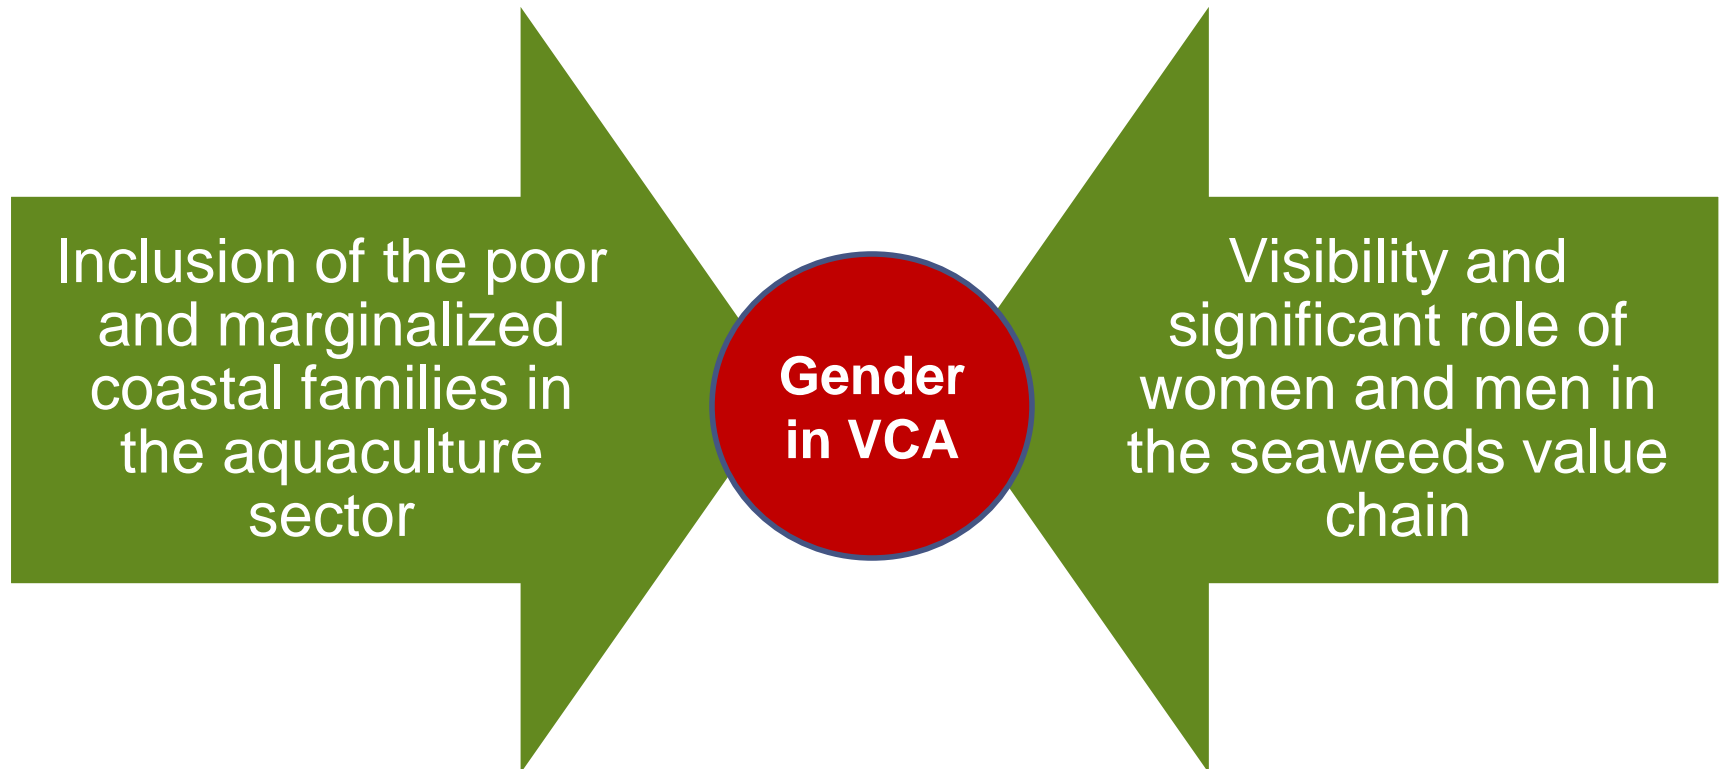 Inclusion of the poor
and marginalized
coastal families in
the aquaculture
sector
Gender
in VCA
Visibility and
significant role of
women and men in
the seaweeds value
chain